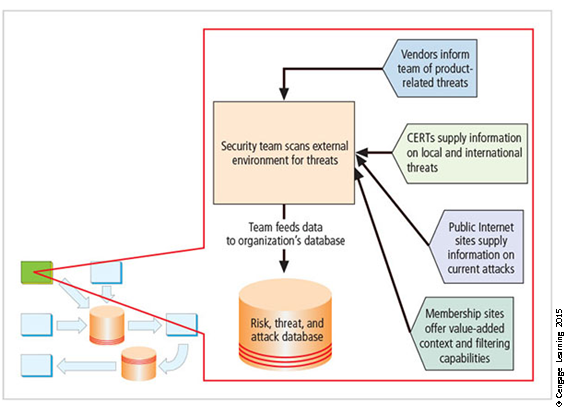 Vendors inform
team of product-
related threats
Security team scans external
environment for threats
CERTs supply information
on local and international
threats
Team feeds data
to organization's database
Public Internet
sites supply
information on
current attacks
Risk, threat, and
attack database
Membership sites
offer value-added
context and filtering
capabilities
© Cengage Learning 2015